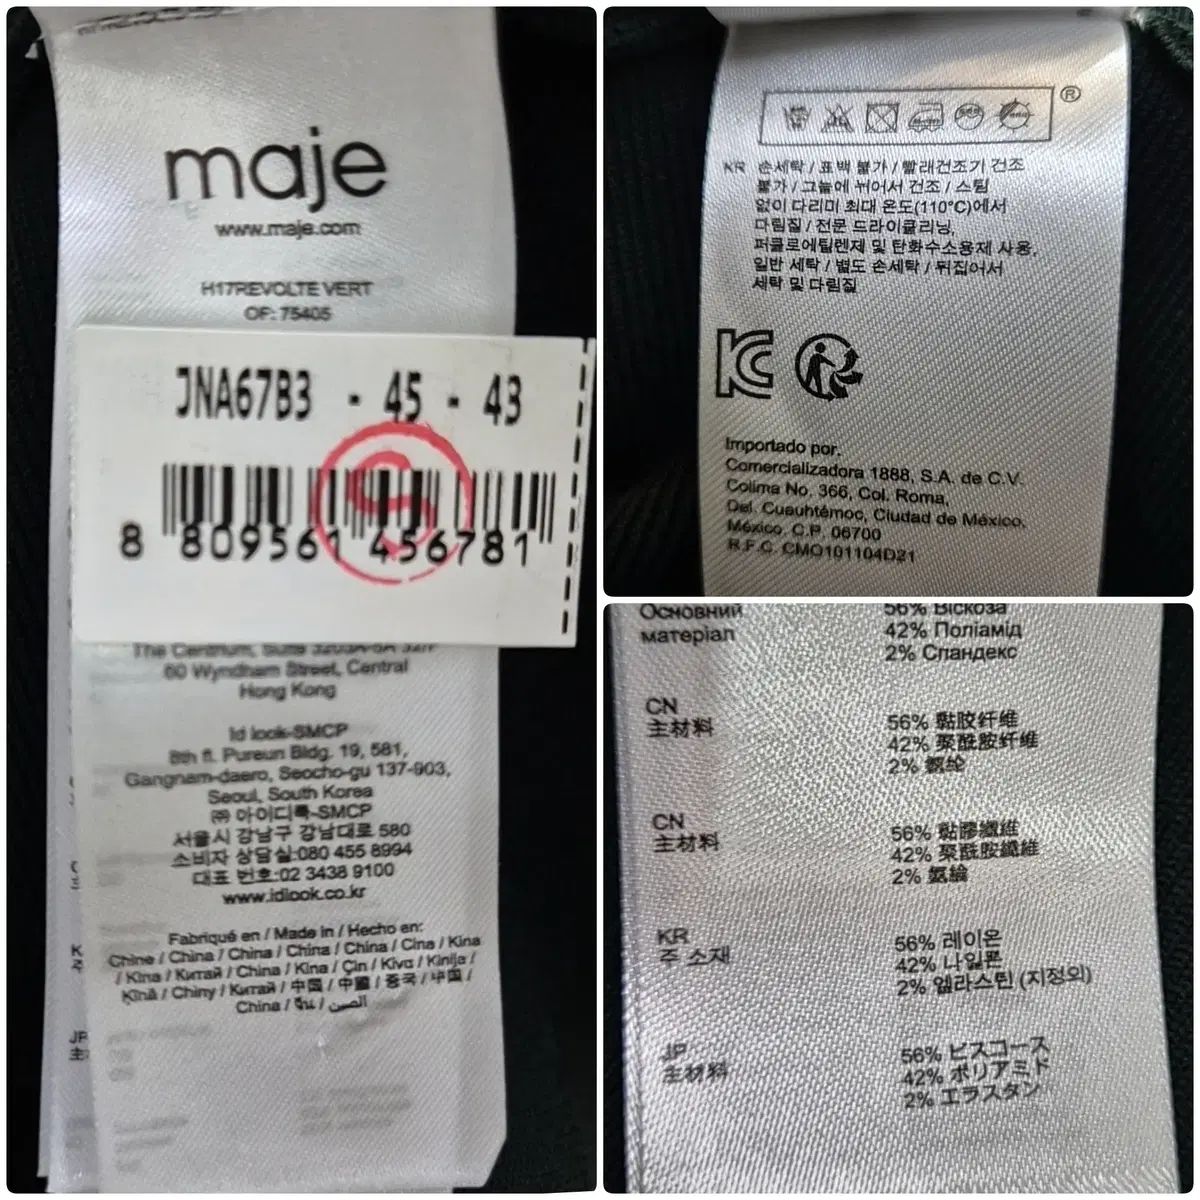 maje
www.maje.com
H17REVOLTE VERT
OF: 75405
JNA67B3 - 45 - 43
S
8 809561 456781
60 Wyndham Street, Central
Hong Kong
Id look-SMCP
8th fl. Pureun Bldg. 19, 581,
Gangnam-daero, Seocho-gu 137-903,
Seoul, South Korea
㈜ 아이디룩-SMCP
서울시 강남구 강남대로 580
소비자 상담실:080 455 8994
대표 번호:02 3438 9100
www.idlook.co.kr
Fabriqué en / Made in / Hecho en:
Chine / China / China / China / China / Cina / Kina
/ Kina / Китай / China / Kina / Çin / Kíva / Kinija /
Ķīnā / Chiny / Китай / 中国 / 中國 / 중국 / 中国 /
China / จีน / الصين
JP
®
KR 손세탁 / 표백 불가 / 빨래건조기 건조
불가 / 그늘에 뉘어서 건조 / 스팀
없이 다리미 최대 온도(110°C)에서
다림질 / 전문 드라이클리닝,
퍼클로에틸렌제 및 탄화수소용제 사용,
일반 세탁 / 별도 손세탁 / 뒤집어서
세탁 및 다림질
KC
Importado por.
Comercializadora 1888, S.A. de C.V.
Colima No. 366, Col. Roma,
Del. Cuauhtémoc, Ciudad de México,
México, C.P. 06700
R.F.C. CMO101104D21
Основний 56% Віскоза
матеріал 42% Поліамід
2% Спандекс
CN
主材料 56% 黏胶纤维
42% 聚酰胺纤维
2% 氨纶
CN
主材料 56% 黏膠纖維
42% 聚酰胺纖維
2% 氨綸
KR 56% 레이온
주 소재 42% 나일론
2% 엘라스틴 (지정외)
JP 56% ビスコース
主材料 42% ポリアミド
2% エラスタン